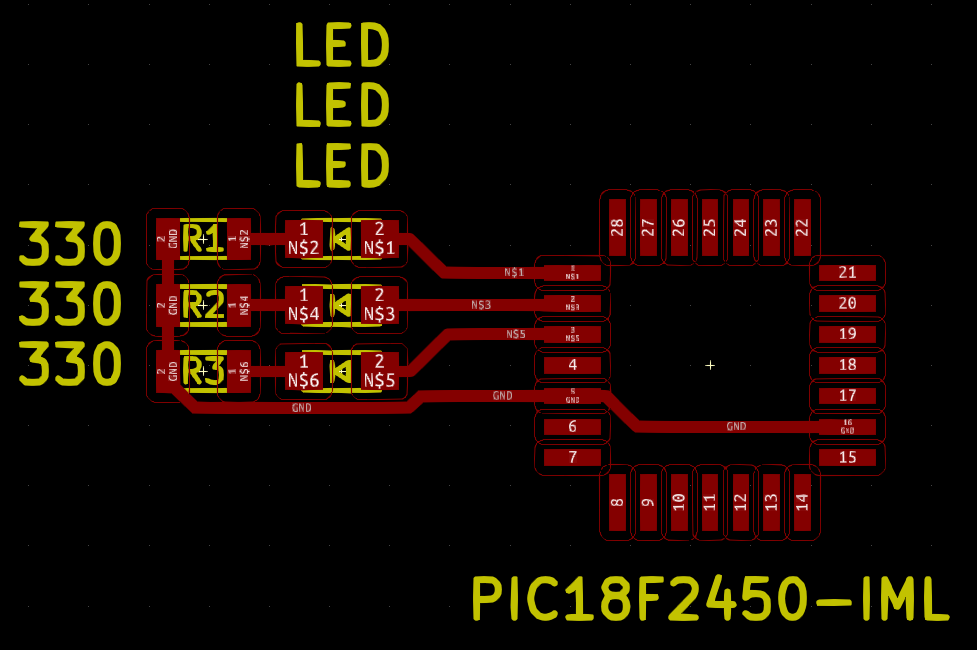 LED
LED
LED
330
330
330
2 GND R1 1 N$2
1 N$2
2 N$1
N$1
2 GND R2 1 N$4
1 N$4
2 N$3
N$3
2 GND R3 1 N$6
1 N$6
2 N$5
N$5
GND
GND
GND
28 27 26 25 24 23 22
1 N$1
2 N$3
3 N$5
4
5 GND
6
7
21
20
19
18
17
16 GND
15
8 9 10 11 12 13 14
PIC18F2450-IML